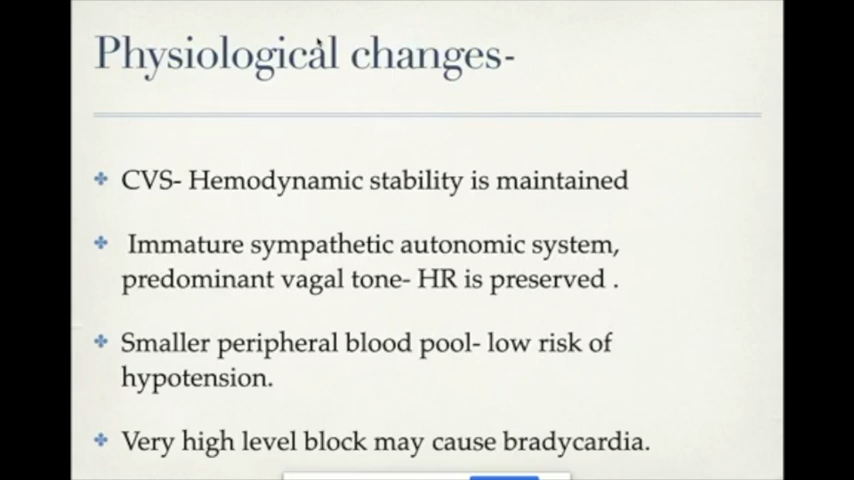 Physiological changes-
CVS- Hemodynamic stability is maintained
Immature sympathetic autonomic system,
predominant vagal tone- HR is preserved .
Smaller peripheral blood pool- low risk of
hypotension.
Very high level block may cause bradycardia.